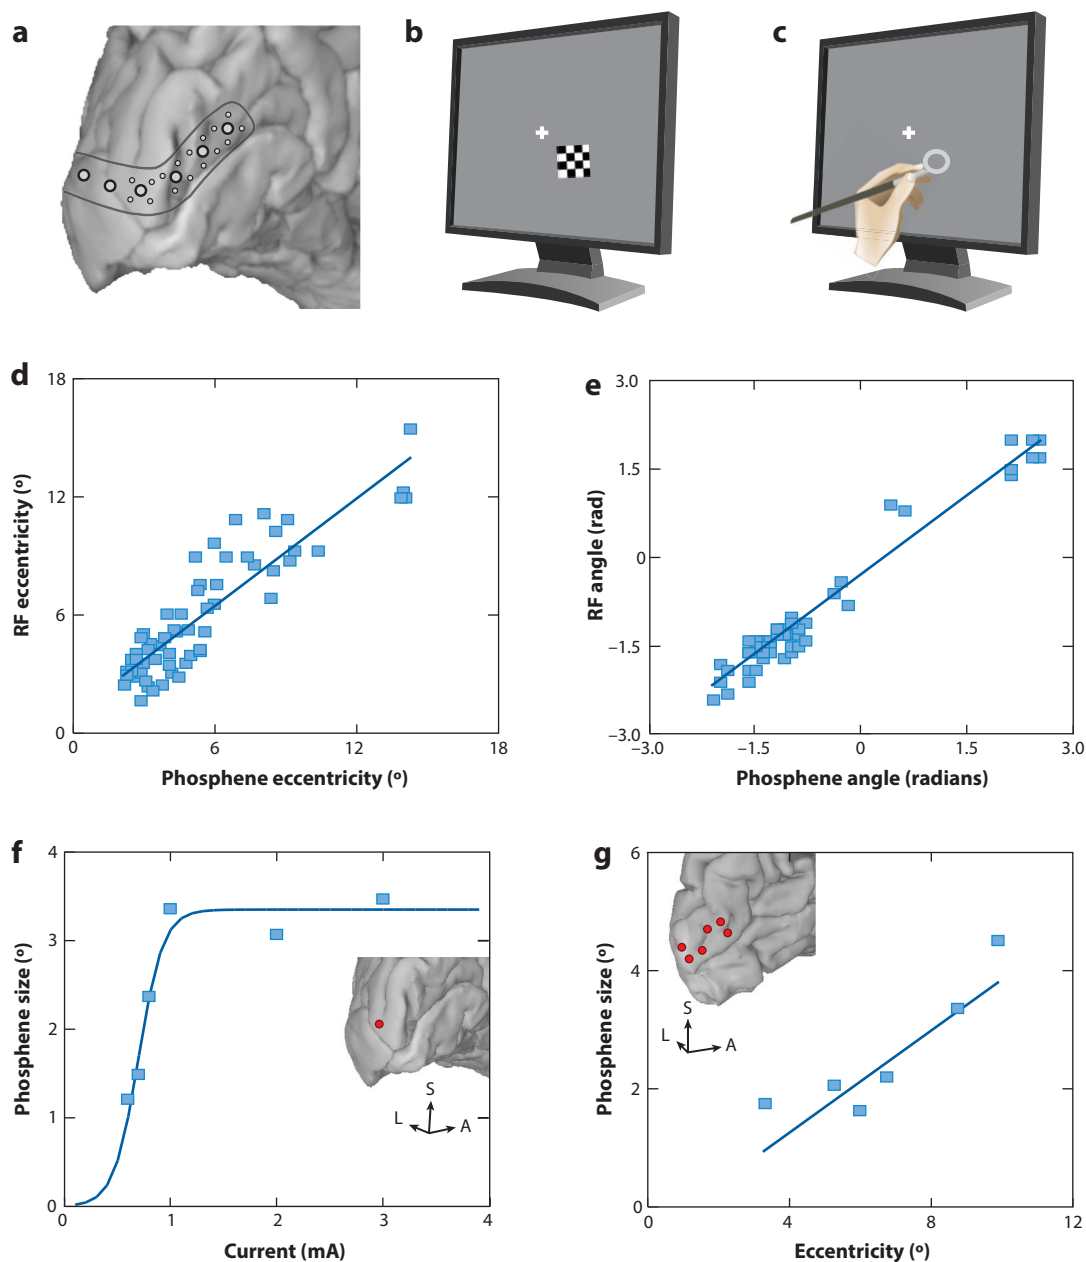 a
b
c
d
18
12
6
0
0 6 12 18
RF eccentricity (º)
Phosphene eccentricity (º)
e
3.0
1.5
0
−1.5
−3.0
−3.0 −1.5 0 1.5 3.0
RF angle (rad)
Phosphene angle (radians)
f
4
3
2
1
0
0 1 2 3 4
Phosphene size (º)
Current (mA)
S
L A
g
6
4
2
0
0 4 8 12
Phosphene size (º)
Eccentricity (º)
S
L A